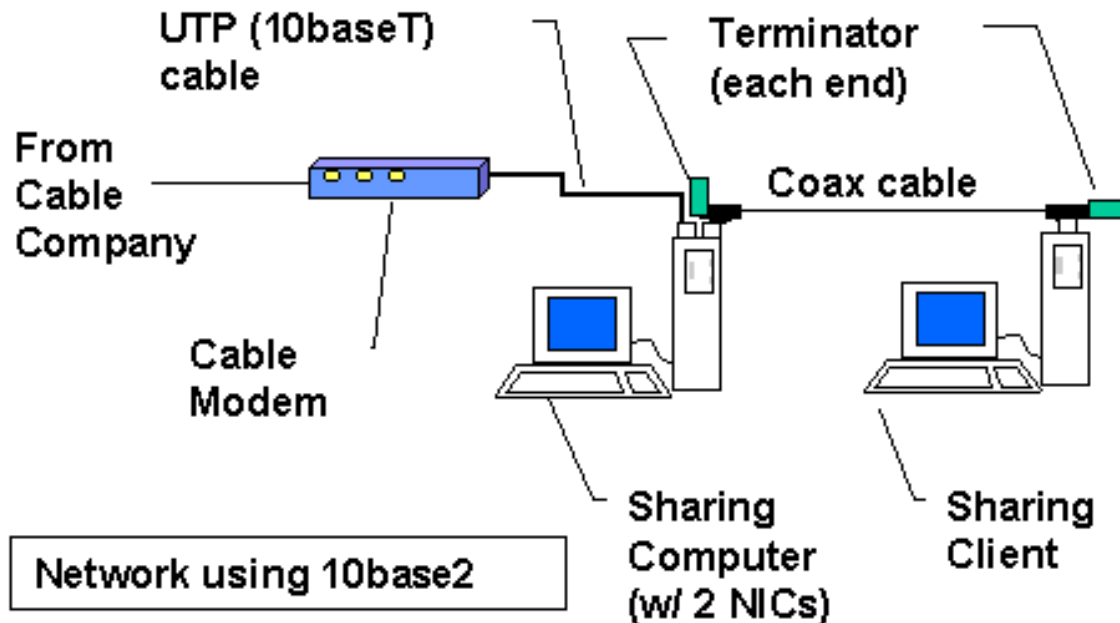 UTP (10baseT)
cable
Terminator
(each end)
From
Cable
Company
Coax cable
Cable
Modem
Sharing
Computer
(w/ 2 NICs)
Sharing
Client
Network using 10base2